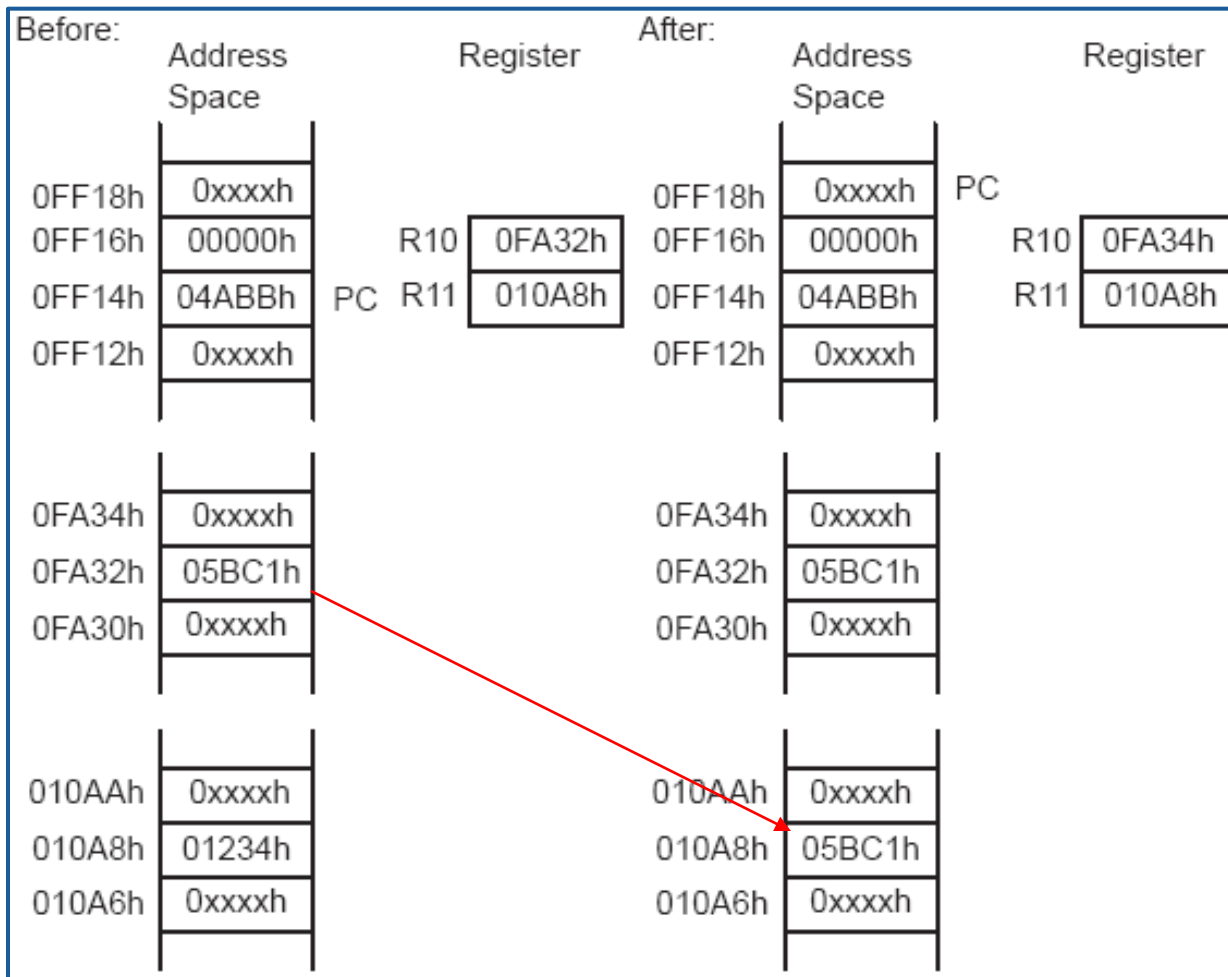 Before:
Address Space
Register
0FF18h 0xxxxh
0FF16h 00000h
0FF14h 04ABBh PC
0FF12h 0xxxxh
R10 0FA32h
R11 010A8h
0FA34h 0xxxxh
0FA32h 05BC1h
0FA30h 0xxxxh
010AAh 0xxxxh
010A8h 01234h
010A6h 0xxxxh
After:
Address Space
Register
0FF18h 0xxxxh PC
0FF16h 00000h
0FF14h 04ABBh
0FF12h 0xxxxh
R10 0FA34h
R11 010A8h
0FA34h 0xxxxh
0FA32h 05BC1h
0FA30h 0xxxxh
010AAh 0xxxxh
010A8h 05BC1h
010A6h 0xxxxh